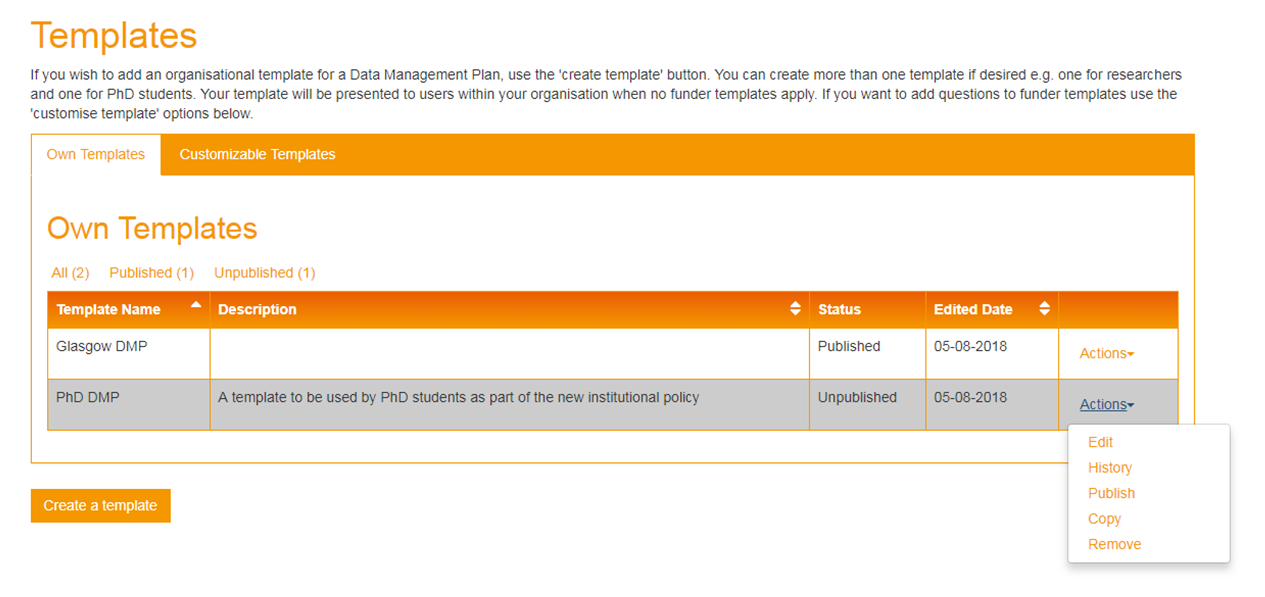 Templates
If you wish to add an organisational template for a Data Management Plan, use the 'create template' button. You can create more than one template if desired e.g. one for researchers
and one for PhD students. Your template will be presented to users within your organisation when no funder templates apply. If you want to add questions to funder templates use the
'customise template' options below.
Own Templates Customizable Templates
Own Templates
All (2) Published (1) Unpublished (1)
Template Name Description Status Edited Date
Glasgow DMP Published 05-08-2018 Actions
PhD DMP A template to be used by PhD students as part of the new institutional policy Unpublished 05-08-2018 Actions
Edit
History
Publish
Copy
Remove
Create a template